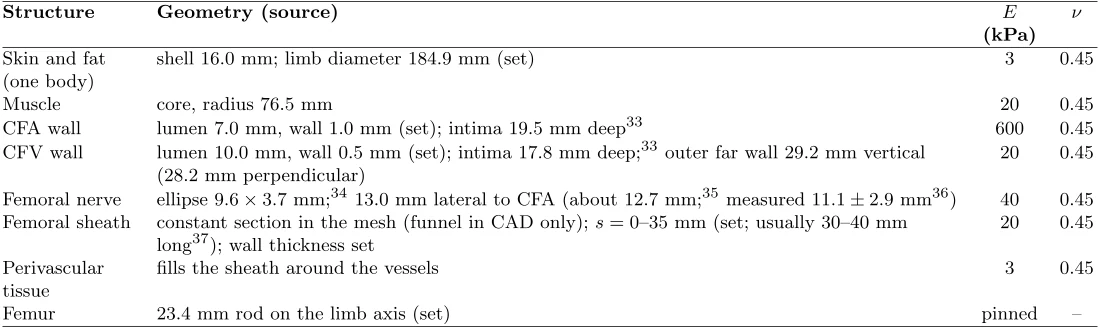 Structure Geometry (source) E ν
(kPa)
Skin and fat shell 16.0 mm; limb diameter 184.9 mm (set) 3 0.45
(one body)
Muscle core, radius 76.5 mm 20 0.45
CFA wall lumen 7.0 mm, wall 1.0 mm (set); intima 19.5 mm deep33 600 0.45
CFV wall lumen 10.0 mm, wall 0.5 mm (set); intima 17.8 mm deep;33 outer far wall 29.2 mm vertical 20 0.45
(28.2 mm perpendicular)
Femoral nerve ellipse 9.6 × 3.7 mm;34 13.0 mm lateral to CFA (about 12.7 mm;35 measured 11.1 ± 2.9 mm36) 40 0.45
Femoral sheath constant section in the mesh (funnel in CAD only); s = 0–35 mm (set; usually 30–40 mm 20 0.45
long37); wall thickness set
Perivascular fills the sheath around the vessels 3 0.45
tissue
Femur 23.4 mm rod on the limb axis (set) pinned –